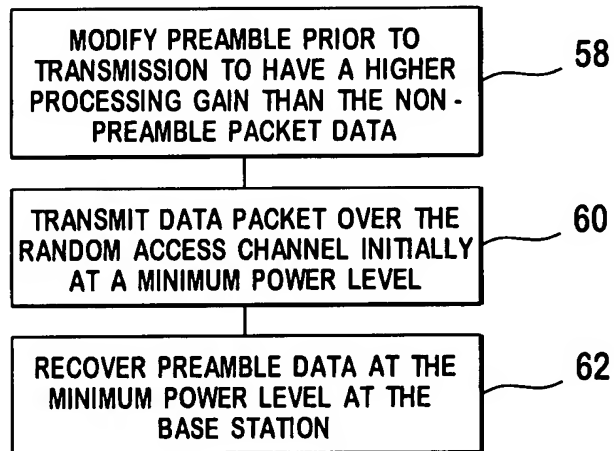 MODIFY PREAMBLE PRIOR TO
TRANSMISSION TO HAVE A HIGHER
PROCESSING GAIN THAN THE NON -
PREAMBLE PACKET DATA
58
TRANSMIT DATA PACKET OVER THE
RANDOM ACCESS CHANNEL INITIALLY
AT A MINIMUM POWER LEVEL
60
RECOVER PREAMBLE DATA AT THE
MINIMUM POWER LEVEL AT THE
BASE STATION
62